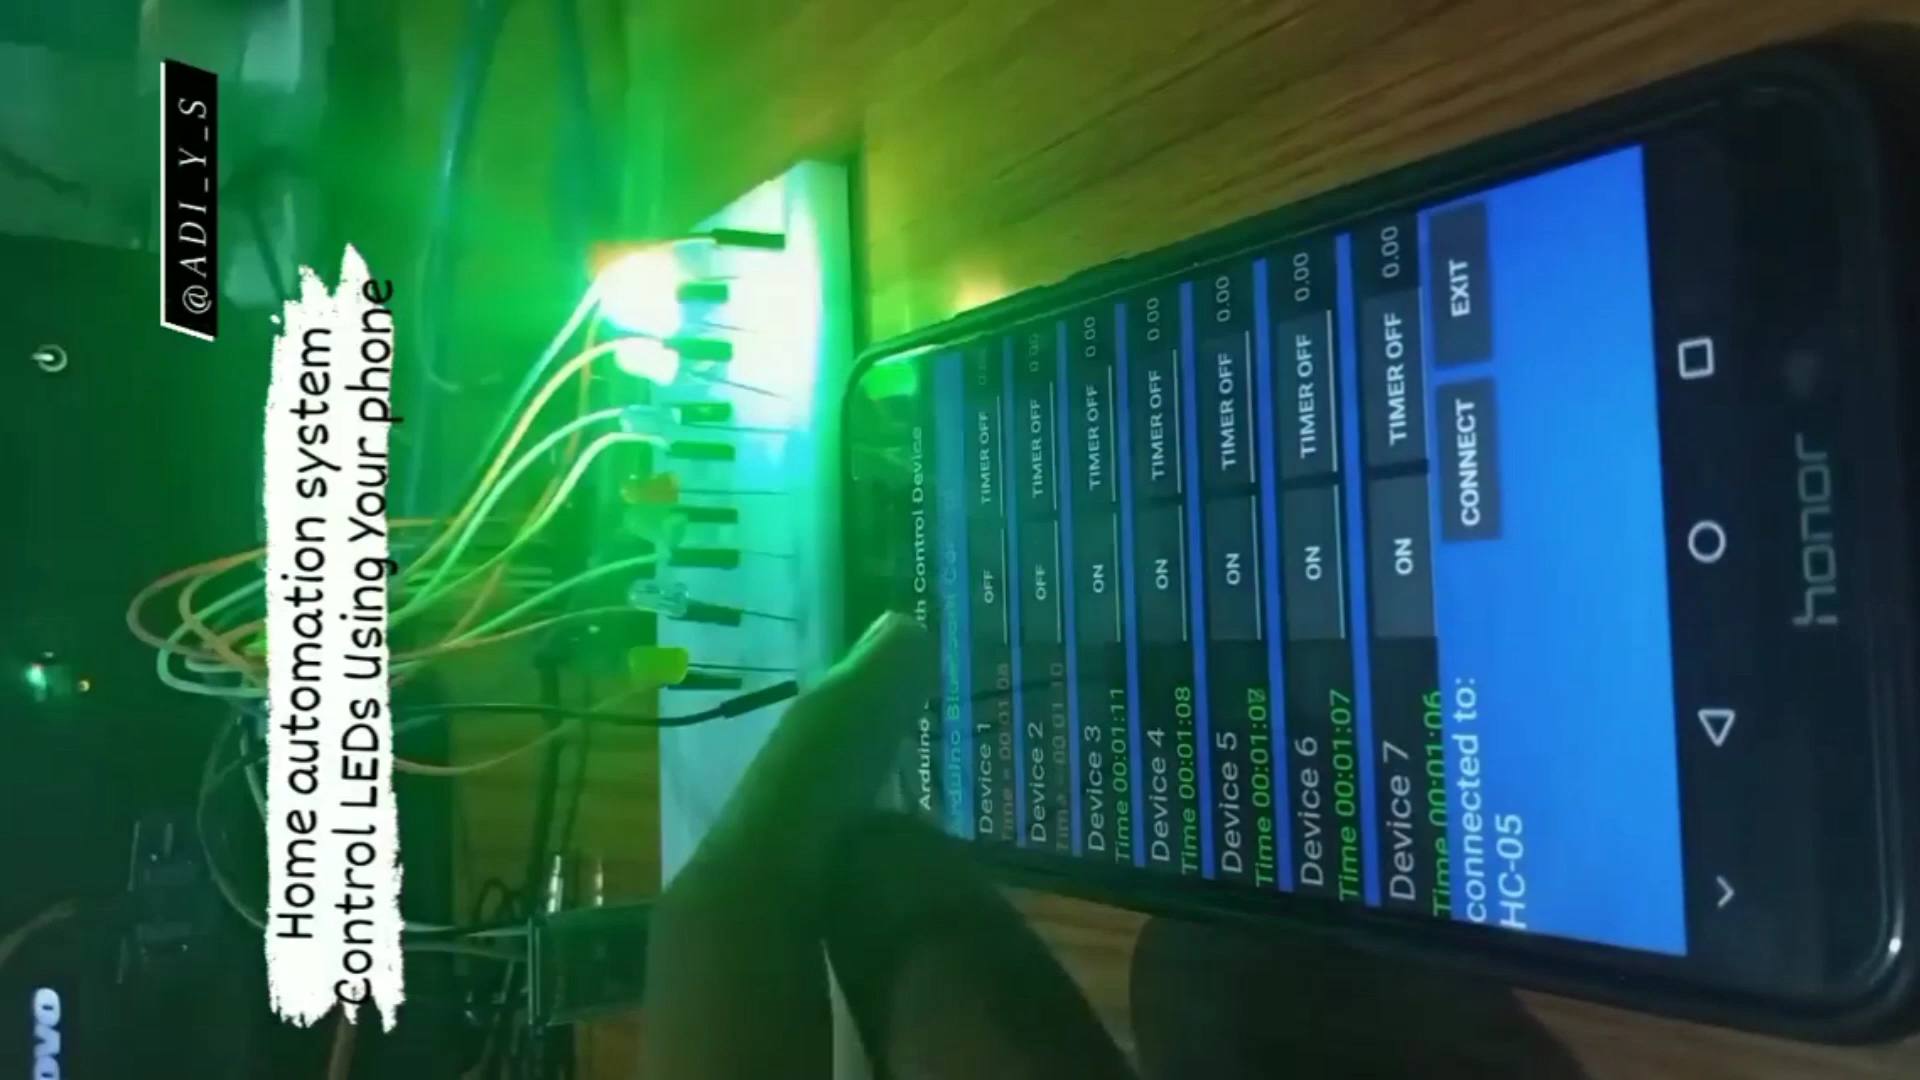 @ADI_Y_S
Home automation system
Control LEDs Using your phone
Control Device
Device 1
OFF
TIMER OFF
Device 2
OFF
TIMER OFF
0.00
Device 3
ON
TIMER OFF
0.00
Time 00:01:11
Device 4
ON
TIMER OFF
0.00
Time 00:01:08
Device 5
ON
TIMER OFF
0.00
Device 6
ON
TIMER OFF
0.00
Time 00:01:07
Device 7
ON
TIMER OFF
0.00
Time 00:01:06
connected to:
HC-05
CONNECT
EXIT
honor